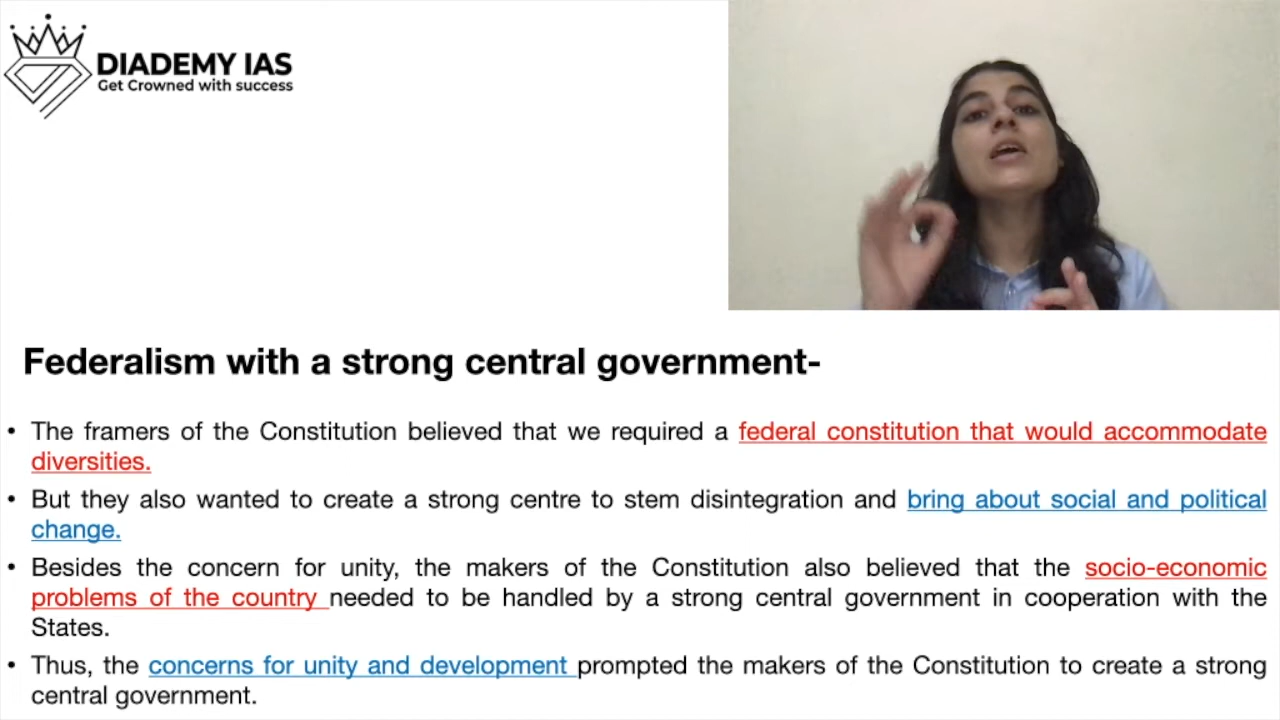 DIADEMY IAS
Get Crowned with success
Federalism with a strong central government-
• The framers of the Constitution believed that we required a federal constitution that would accommodate
diversities.
• But they also wanted to create a strong centre to stem disintegration and bring about social and political
change.
• Besides the concern for unity, the makers of the Constitution also believed that the socio-economic
problems of the country needed to be handled by a strong central government in cooperation with the
States.
• Thus, the concerns for unity and development prompted the makers of the Constitution to create a strong
central government.